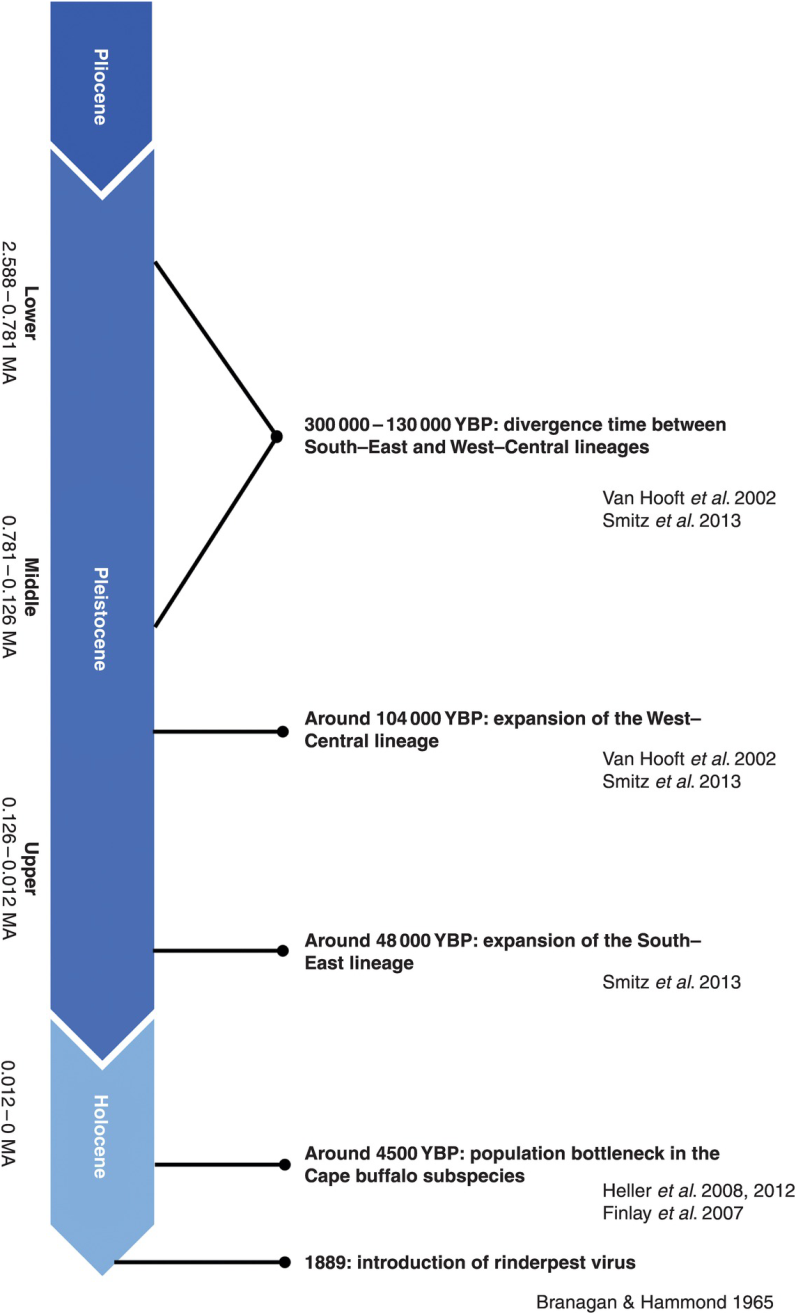 Pliocene
Lower
2.588–0.781 MA
300 000 – 130 000 YBP: divergence time between
South–East and West–Central lineages
Van Hooft et al. 2002
Smitz et al. 2013
Middle
0.781–0.126 MA
Pleistocene
Around 104 000 YBP: expansion of the West–
Central lineage
Van Hooft et al. 2002
Smitz et al. 2013
Upper
0.126–0.012 MA
Around 48 000 YBP: expansion of the South–
East lineage
Smitz et al. 2013
Holocene
0.012–0 MA
Around 4500 YBP: population bottleneck in the
Cape buffalo subspecies
Heller et al. 2008, 2012
Finlay et al. 2007
1889: introduction of rinderpest virus
Branagan & Hammond 1965